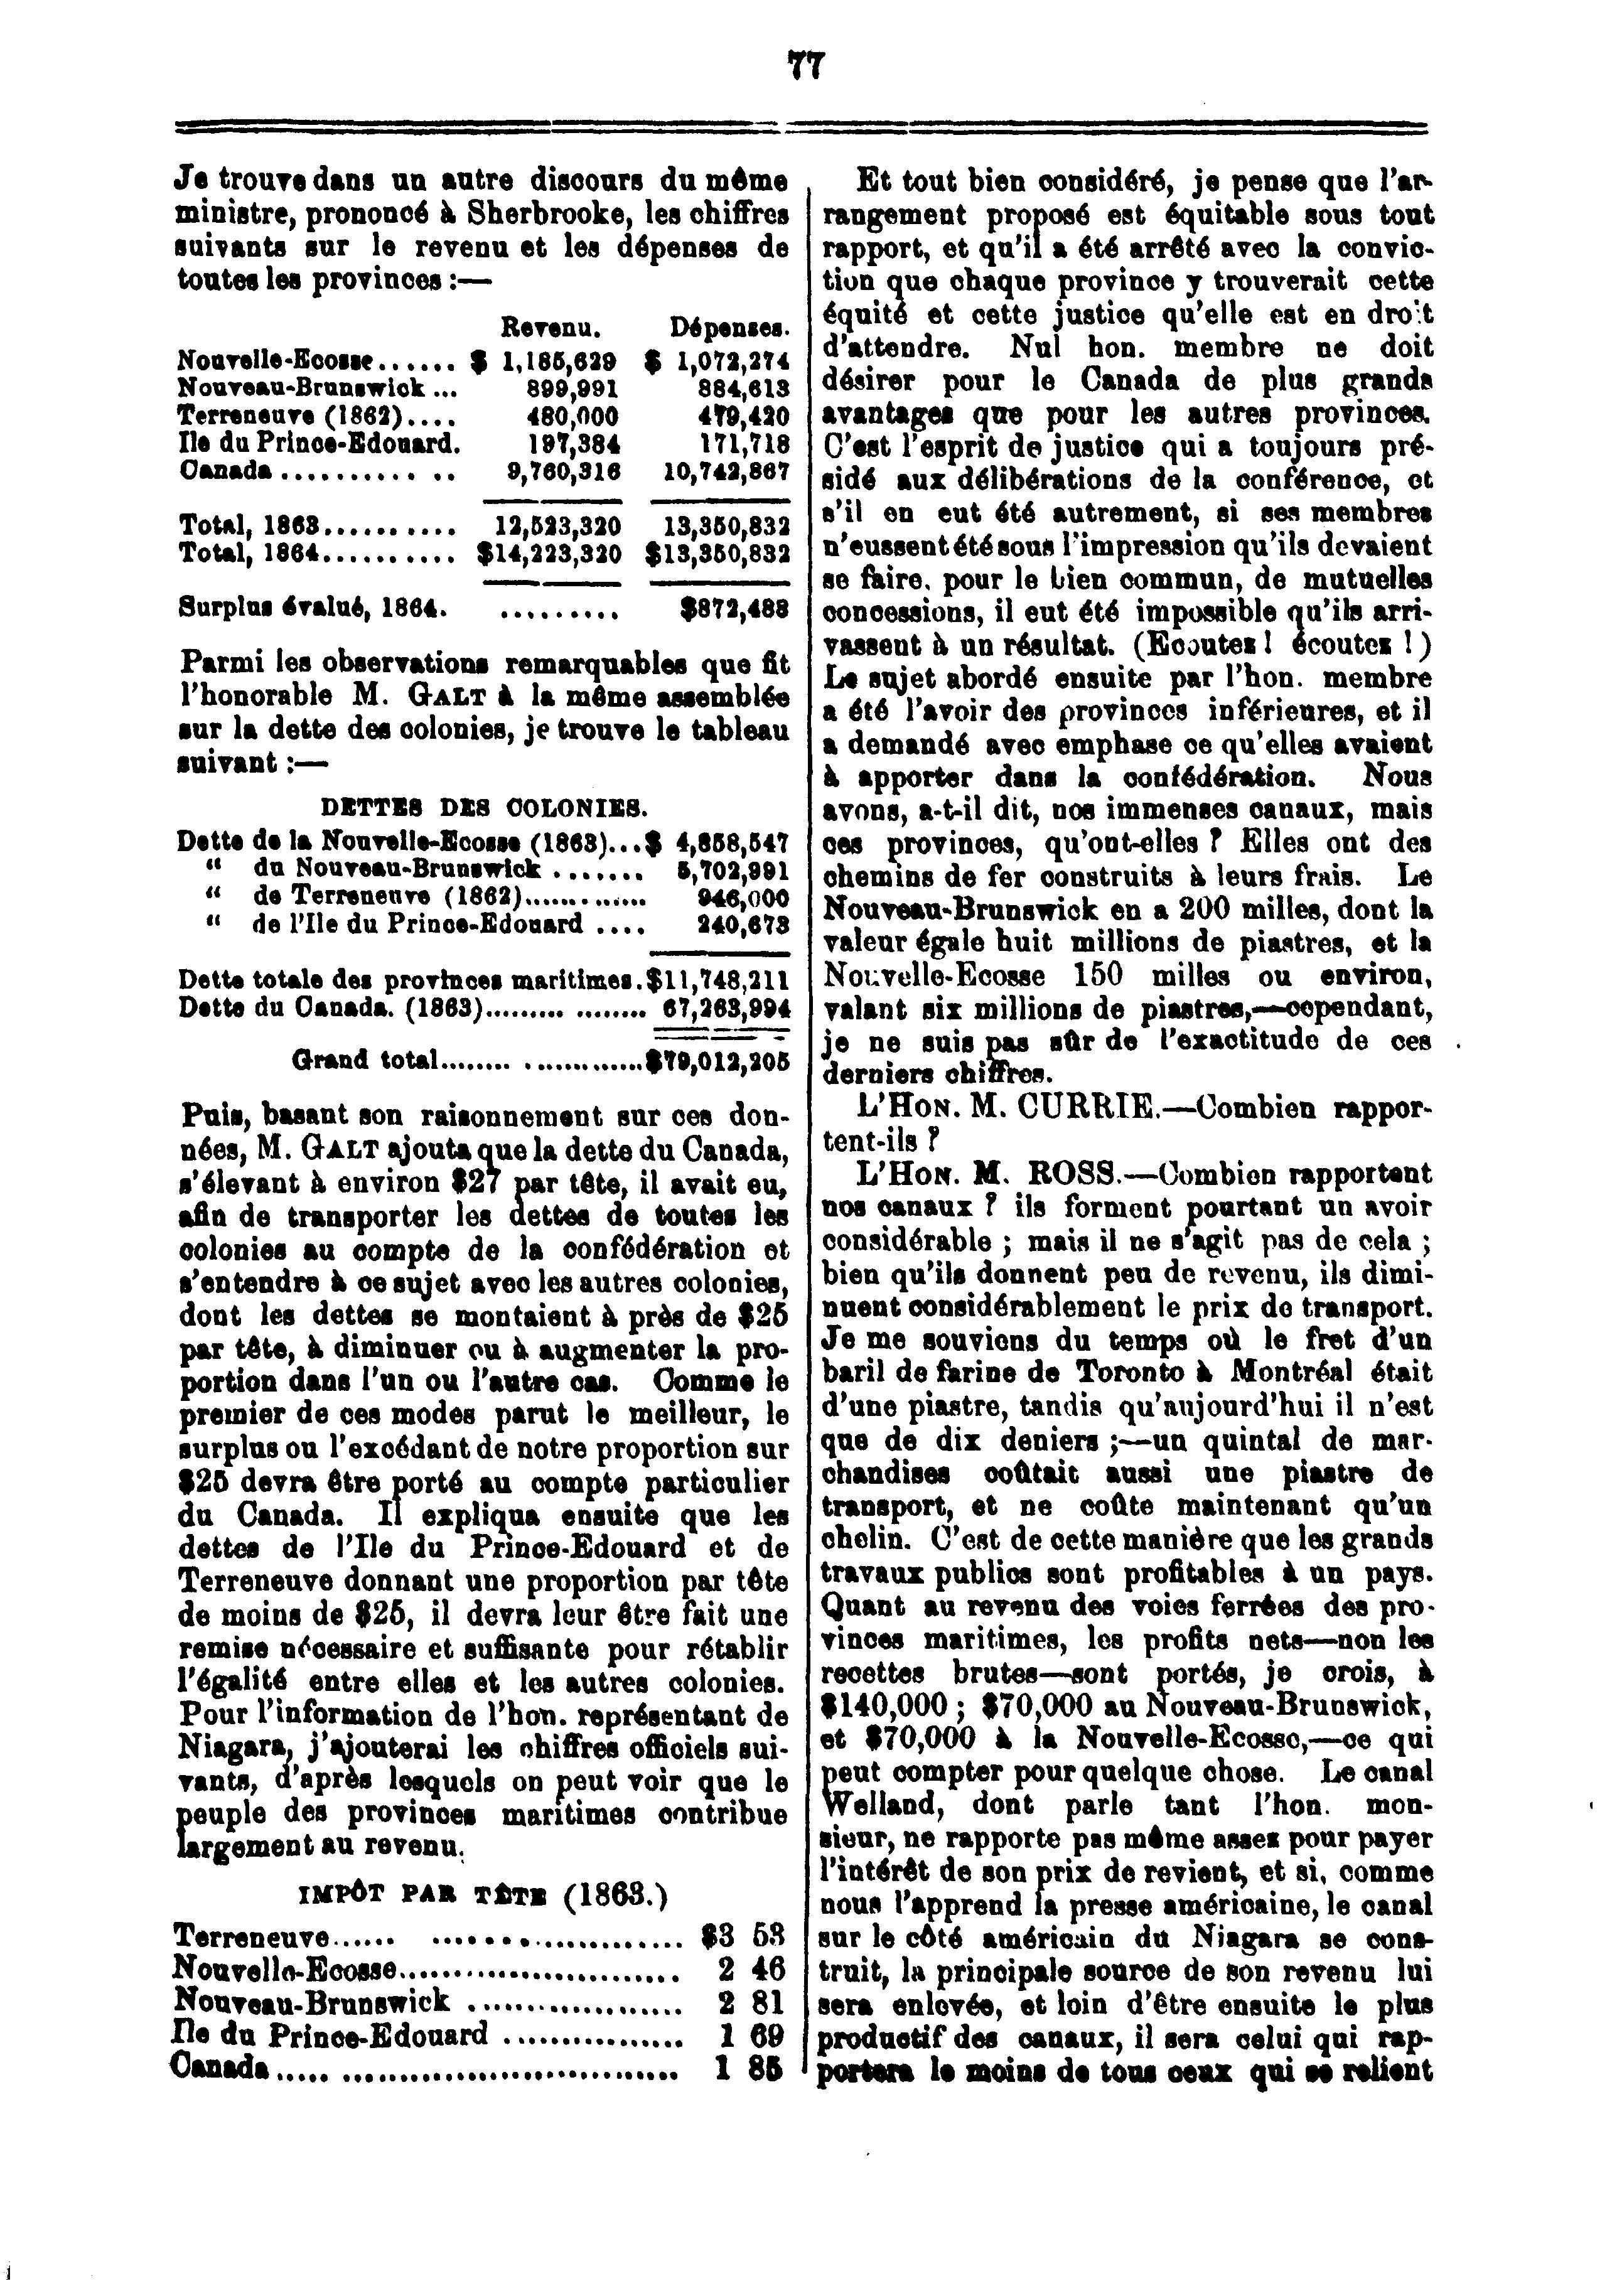 77
Je trouve dans un autre discours du même
ministre, prononcé à Sherbrooke, les chiffres
suivants sur le revenu et les dépenses de
toutes les provinces :—
Revenu. Dépenses.
Nouvelle-Ecosse...... $ 1,185,629 $ 1,072,274
Nouveau-Brunswick ... 899,991 884,613
Terreneuve (1862).... 480,000 479,420
Ile du Prince-Edouard. 197,384 171,718
Canada .......... .. 9,760,316 10,742,867
Total, 1863.......... 12,523,320 13,350,832
Total, 1864.......... $14,223,320 $13,350,832
Surplus évalué, 1864. ......... $872,488
Parmi les observations remarquables que fit
l'honorable M. GALT à la même assemblée
sur la dette des colonies, je trouve le tableau
suivant :—
DETTES DES COLONIES.
Dette de la Nouvelle-Ecosse (1863)...$ 4,858,547
“ du Nouveau-Brunswick ....... 5,702,991
“ de Terreneuve (1862)............. 946,000
“ de l'Ile du Prince-Edouard .... 240,673
Dette totale des provinces maritimes.$11,748,211
Dette du Canada. (1863)......... ........ 67,263,994
Grand total........ .............$79,012,205
Puis, basant son raisonnement sur ces don-
nées, M. GALT ajouta que la dette du Canada,
s'élevant à environ $27 par tête, il avait eu,
afin de transporter les dettes de toutes les
colonies au compte de la confédération et
s'entendre à ce sujet avec les autres colonies,
dont les dettes se montaient à près de $25
par tête, à diminuer ou à augmenter la pro-
portion dans l'un ou l'autre cas. Comme le
premier de ces modes parut le meilleur, le
surplus ou l'excédant de notre proportion sur
$25 devra être porté au compte particulier
du Canada. Il expliqua ensuite que les
dettes de l'Ile du Prince-Edouard et de
Terreneuve donnant une proportion par tête
de moins de $25, il devra leur être fait une
remise nécessaire et suffisante pour rétablir
l'égalité entre elles et les autres colonies.
Pour l'information de l'hon. représentant de
Niagara, j'ajouterai les chiffres officiels sui-
vants, d'après lesquels on peut voir que le
peuple des provinces maritimes contribue
largement au revenu.
IMPÔT PAR TÊTE (1863.)
Terreneuve...... ..................... $3 53
Nouvelle-Ecosse.......................... 2 46
Nouveau-Brunswick .................... 2 81
Ile du Prince-Edouard ................ 1 69
Canada..... ............................... 1 85
Et tout bien considéré, je pense que l'ar-
rangement proposé est équitable sous tout
rapport, et qu'il a été arrêté avec la convic-
tion que chaque province y trouverait cette
équité et cette justice qu'elle est en droit
d'attendre. Nul hon. membre ne doit
désirer pour le Canada de plus grands
avantages que pour les autres provinces.
C'est l'esprit de justice qui a toujours pré-
sidé aux délibérations de la conférence, et
s'il en eut été autrement, si ses membres
n'eussent été sous l'impression qu'ils devaient
se faire, pour le bien commun, de mutuelles
concessions, il eut été impossible qu'ils arri-
vassent à un résultat. (Ecoutez ! écoutez !)
Le sujet abordé ensuite par l'hon. membre
a été l'avoir des provinces inférieures, et il
a demandé avec emphase ce qu'elles avaient
à apporter dans la confédération. Nous
avons, a-t-il dit, nos immenses canaux, mais
ces provinces, qu'ont-elles ? Elles ont des
chemins de fer construits à leurs frais. Le
Nouveau-Brunswick en a 200 milles, dont la
valeur égale huit millions de piastres, et la
Nouvelle-Ecosse 150 milles ou environ,
valant six millions de piastres,—cependant,
je ne suis pas sûr de l'exactitude de ces
derniers chiffres.
L'HON. M. CURRIE.—Combien rappor-
tent-ils ?
L'HON. M. ROSS.—Combien rapportent
nos canaux ? ils forment pourtant un avoir
considérable ; mais il ne s'agit pas de cela ;
bien qu'ils donnent peu de revenu, ils dimi-
nuent considérablement le prix de transport.
Je me souviens du temps où le fret d'un
baril de farine de Toronto à Montréal était
d'une piastre, tandis qu'aujourd'hui il n'est
que de dix deniers ;—un quintal de mar-
chandises coûtait aussi une piastre de
transport, et ne coûte maintenant qu'un
chelin. C'est de cette manière que les grands
travaux publics sont profitables à un pays.
Quant au revenu des voies ferrées des pro-
vinces maritimes, les profits nets—non les
recettes brutes—sont portés, je crois, à
$140,000 ; $70,000 au Nouveau-Brunswick,
et $70,000 à la Nouvelle-Ecosse,—ce qui
peut compter pour quelque chose. Le canal
Welland, dont parle tant l'hon. mon-
sieur, ne rapporte pas même assez pour payer
l'intérêt de son prix de revient, et si, comme
nous l'apprend la presse américaine, le canal
sur le côté américain du Niagara se cons-
truit, la principale source de son revenu lui
sera enlevée, et loin d'être ensuite le plus
productif des canaux, il sera celui qui rap-
portera le moins de tous ceux qui se relient